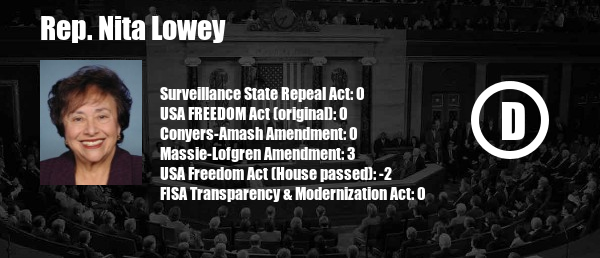 Rep. Nita Lowey
Surveillance State Repeal Act: 0
USA FREEDOM Act (original): 0
Conyers-Amash Amendment: 0
Massie-Lofgren Amendment: 3
USA Freedom Act (House passed): -2
FISA Transparency & Modernization Act: 0
D